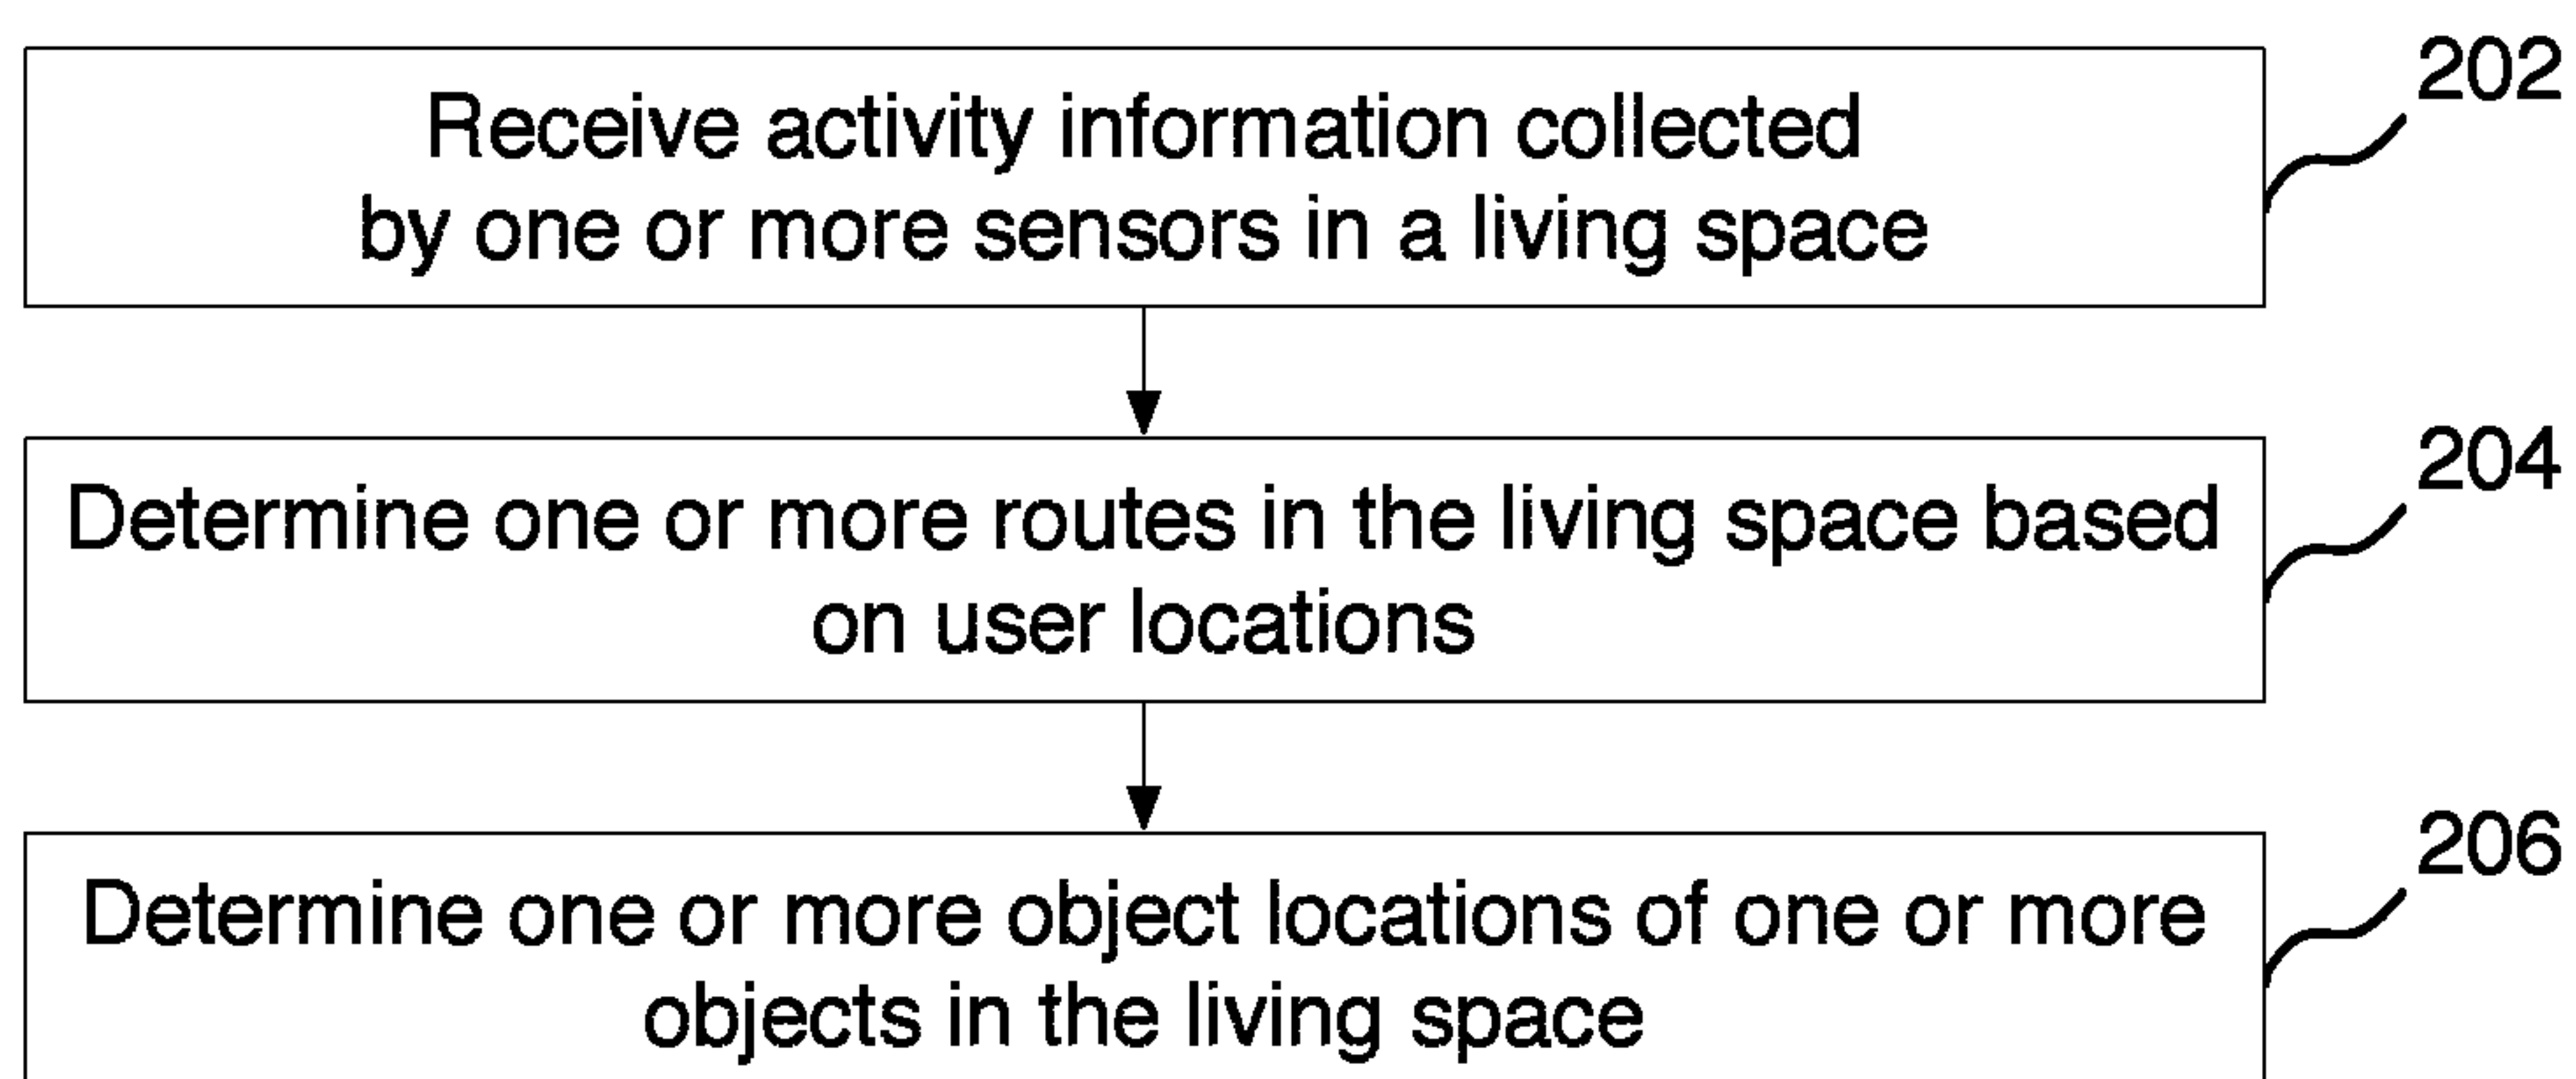 202
Receive activity information collected
by one or more sensors in a living space
204
Determine one or more routes in the living space based
on user locations
206
Determine one or more object locations of one or more
objects in the living space